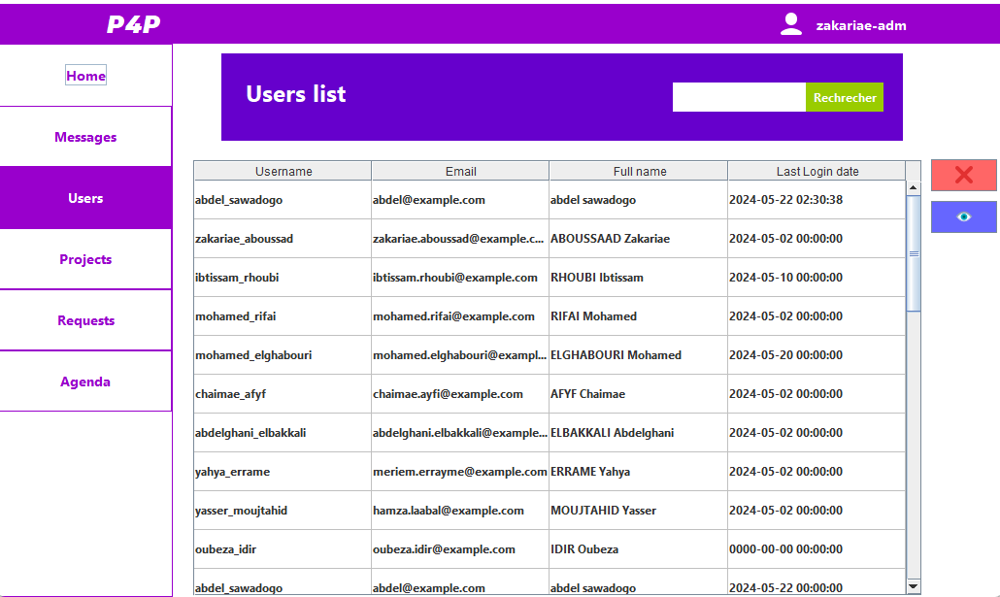 P4P
zakariae-adm
Home
Messages
Users
Projects
Requests
Agenda
Users list
Rechrecher
Username Email Full name Last Login date
abdel_sawadogo abdel@example.com abdel sawadogo 2024-05-22 02:30:38
zakariae_aboussad zakariae.aboussad@example.c... ABOUSSAAD Zakariae 2024-05-02 00:00:00
ibtissam_rhoubi ibtissam.rhoubi@example.com RHOUBI Ibtissam 2024-05-10 00:00:00
mohamed_rifai mohamed.rifai@example.com RIFAI Mohamed 2024-05-02 00:00:00
mohamed_elghabouri mohamed.elghabouri@exampl... ELGHABOURI Mohamed 2024-05-20 00:00:00
chaimae_afyf chaimae.ayfi@example.com AFYF Chaimae 2024-05-02 00:00:00
abdelghani_elbakkali abdelghani.elbakkali@example... ELBAKKALI Abdelghani 2024-05-02 00:00:00
yahya_errame meriem.errayme@example.com ERRAME Yahya 2024-05-02 00:00:00
yasser_moujtahid hamza.laabal@example.com MOUJTAHID Yasser 2024-05-02 00:00:00
oubeza_idir oubeza.idir@example.com IDIR Oubeza 0000-00-00 00:00:00
abdel_sawadogo abdel@example.com abdel sawadogo 2024-05-22 00:00:00